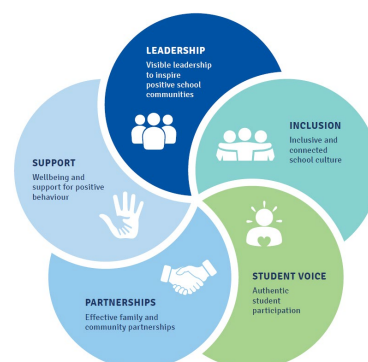 LEADERSHIP
Visible leadership
to inspire
positive school
communities
INCLUSION
Inclusive and
connected
school culture
STUDENT VOICE
Authentic
student
participation
PARTNERSHIPS
Effective family and
community partnerships
SUPPORT
Wellbeing and
support for positive
behaviour